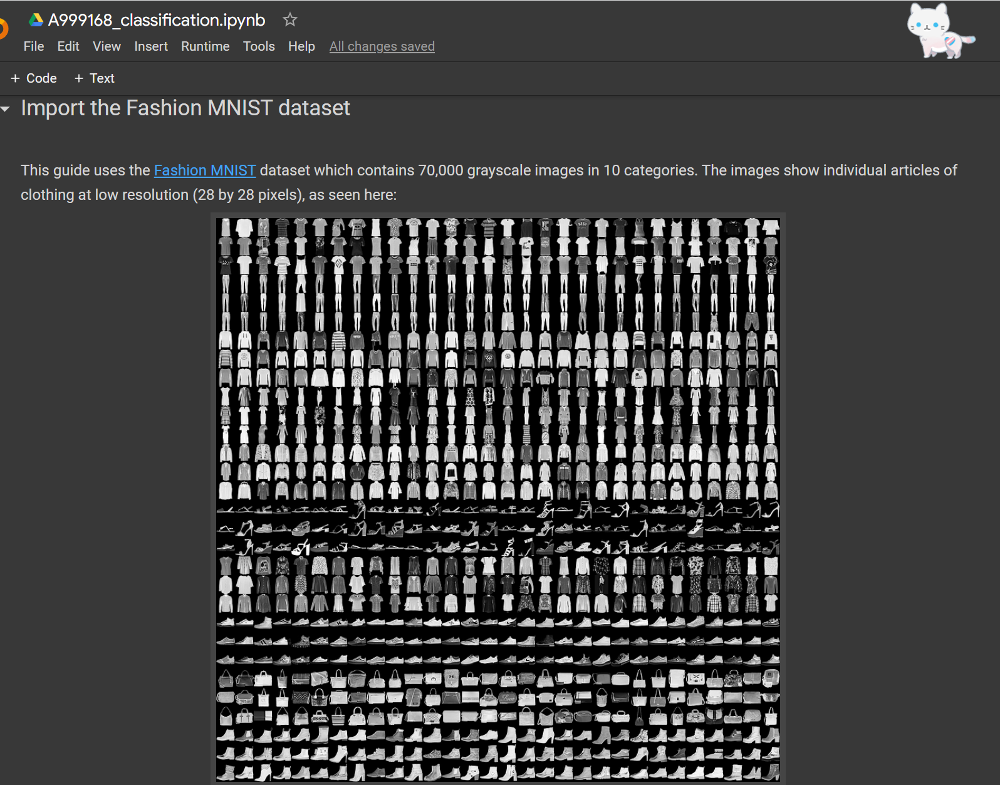 A999168_classification.ipynb
File Edit View Insert Runtime Tools Help All changes saved
+ Code + Text
Import the Fashion MNIST dataset
This guide uses the Fashion MNIST dataset which contains 70,000 grayscale images in 10 categories. The images show individual articles of
clothing at low resolution (28 by 28 pixels), as seen here: